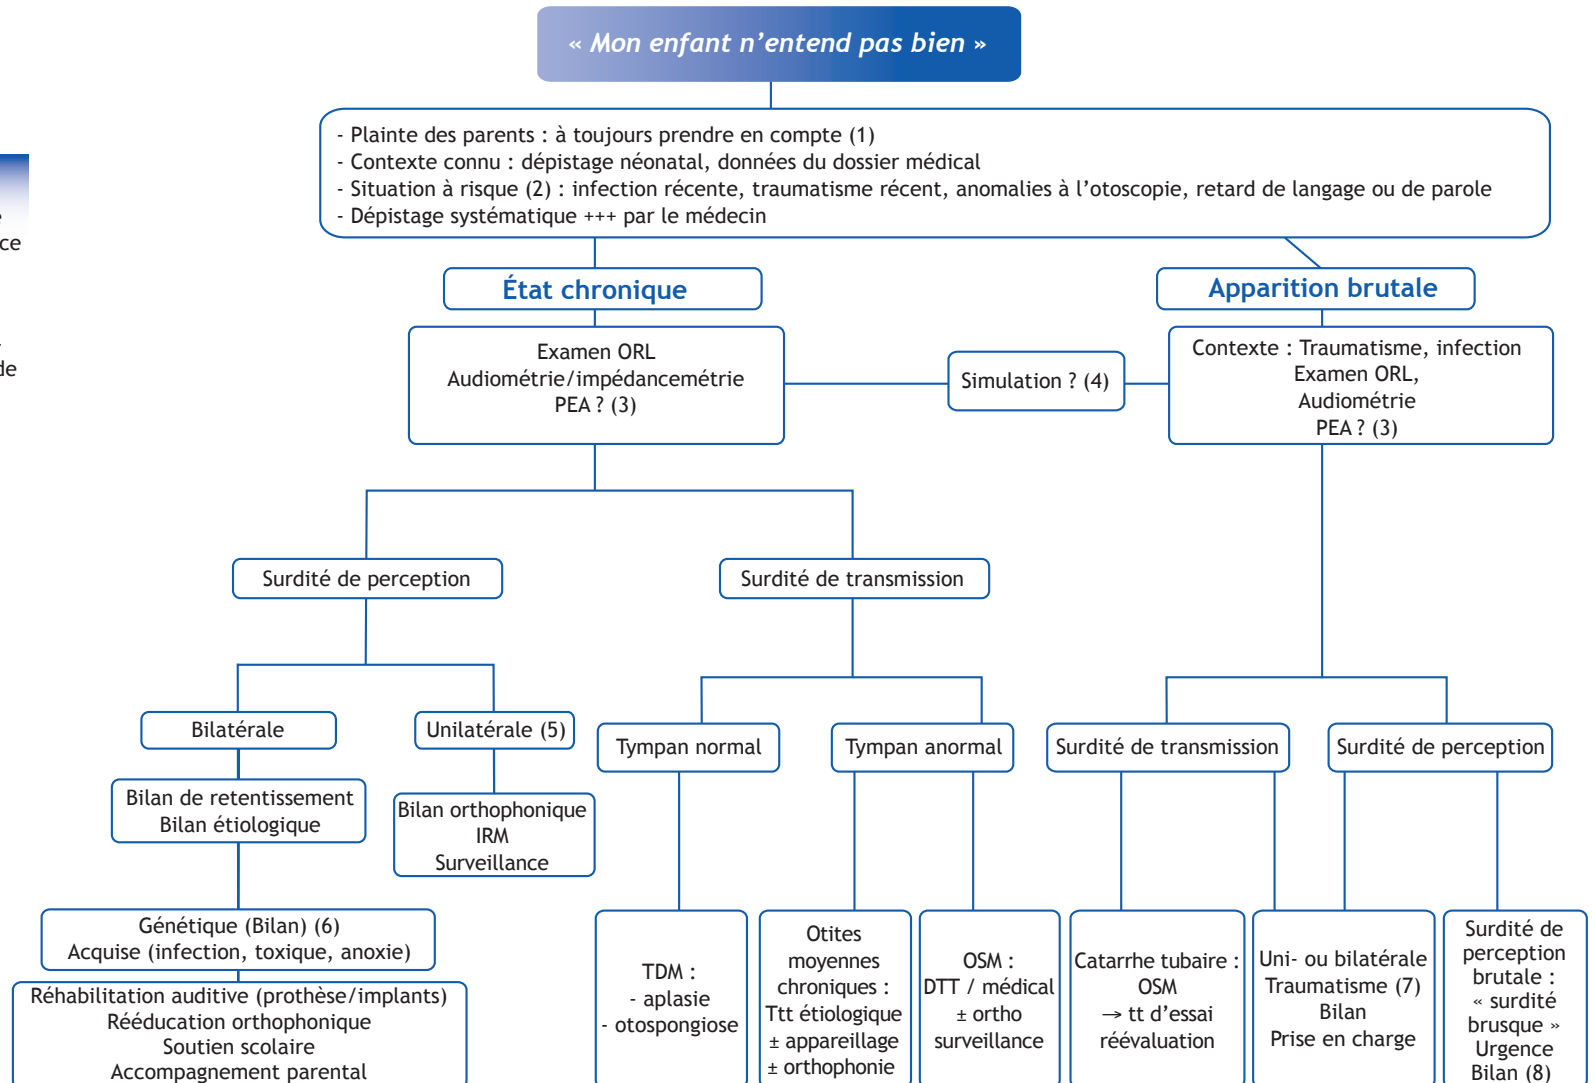 « Mon enfant n’entend pas bien »
- Plainte des parents : à toujours prendre en compte (1)
- Contexte connu : dépistage néonatal, données du dossier médical
- Situation à risque (2) : infection récente, traumatisme récent, anomalies à l’otoscopie, retard de langage ou de parole
- Dépistage systématique +++ par le médecin
État chronique
Apparition brutale
Examen ORL
Audiométrie/impédancemétrie
PEA ? (3)
Simulation ? (4)
Contexte : Traumatisme, infection
Examen ORL,
Audiométrie
PEA ? (3)
Surdité de perception
Surdité de transmission
Bilatérale
Unilatérale (5)
Tympan normal
Tympan anormal
Surdité de transmission
Surdité de perception
Bilan de retentissement
Bilan étiologique
Bilan orthophonique
IRM
Surveillance
Génétique (Bilan) (6)
Acquise (infection, toxique, anoxie)
Réhabilitation auditive (prothèse/implants)
Rééducation orthophonique
Soutien scolaire
Accompagnement parental
TDM :
- aplasie
- otospongiose
Otites
moyennes
chroniques :
Ttt étiologique
± appareillage
± orthophonie
OSM :
DTT / médical
± ortho
surveillance
Catarrhe tubaire :
OSM
→ tt d’essai
réévaluation
Uni- ou bilatérale
Traumatisme (7)
Bilan
Prise en charge
Surdité de
perception
brutale :
« surdité
brusque »
Urgence
Bilan (8)